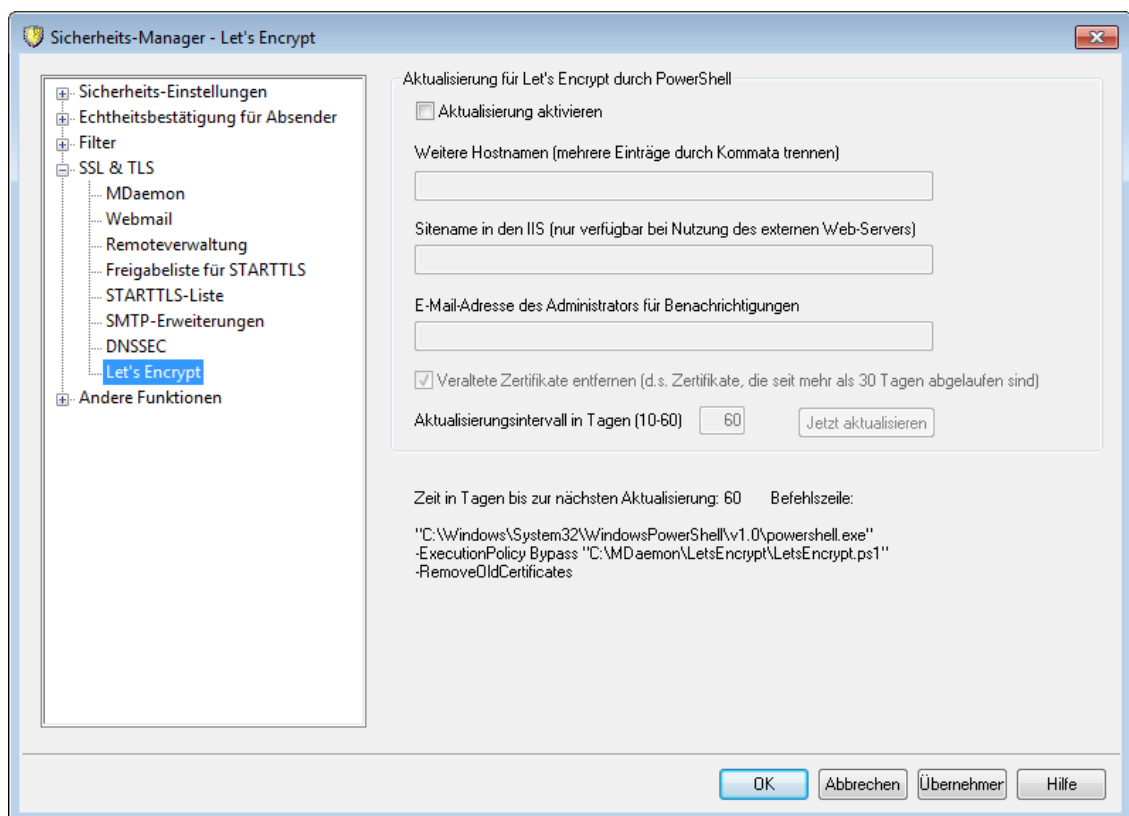 Sicherheits-Manager - Let's Encrypt
Sicherheits-Einstellungen
Echtheitsbestätigung für Absender
Filter
SSL & TLS
MDaemon
Webmail
Remoteverwaltung
Freigabeliste für STARTTLS
STARTTLS-Liste
SMTP-Erweiterungen
DNSSEC
Let's Encrypt
Andere Funktionen
Aktualisierung für Let's Encrypt durch PowerShell
Aktualisierung aktivieren
Weitere Hostnamen (mehrere Einträge durch Kommata trennen)
Sitename in den IIS (nur verfügbar bei Nutzung des externen Web-Servers)
E-Mail-Adresse des Administrators für Benachrichtigungen
Veraltete Zertifikate entfernen (d.s. Zertifikate, die seit mehr als 30 Tagen abgelaufen sind)
Aktualisierungsintervall in Tagen (10-60) 60 Jetzt aktualisieren
Zeit in Tagen bis zur nächsten Aktualisierung: 60 Befehlszeile:
"C:\Windows\System32\WindowsPowerShell\v1.0\powershell.exe"
-ExecutionPolicy Bypass "C:\MDaemon\LetsEncrypt\LetsEncrypt.ps1"
-RemoveOldCertificates
OK Abbrechen Übernehmer Hilfe